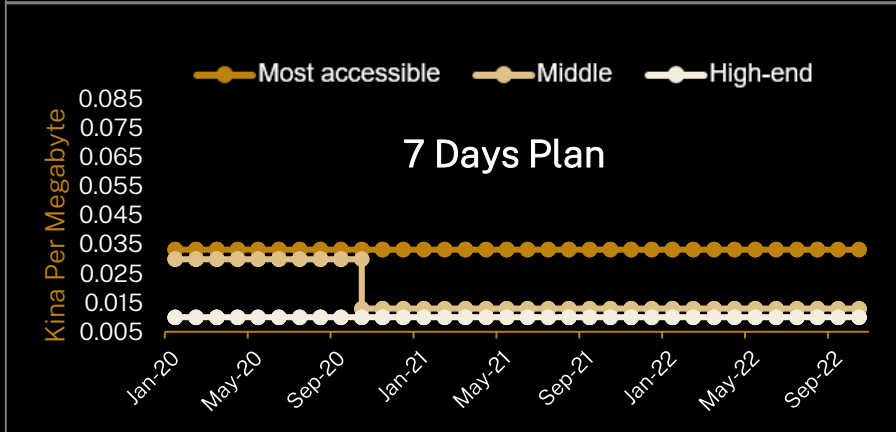 Most accessible Middle High-end
7 Days Plan
Kina Per Megabyte
0.085
0.075
0.065
0.055
0.045
0.035
0.025
0.015
0.005
Jan-20 May-20 Sep-20 Jan-21 May-21 Sep-21 Jan-22 May-22 Sep-22